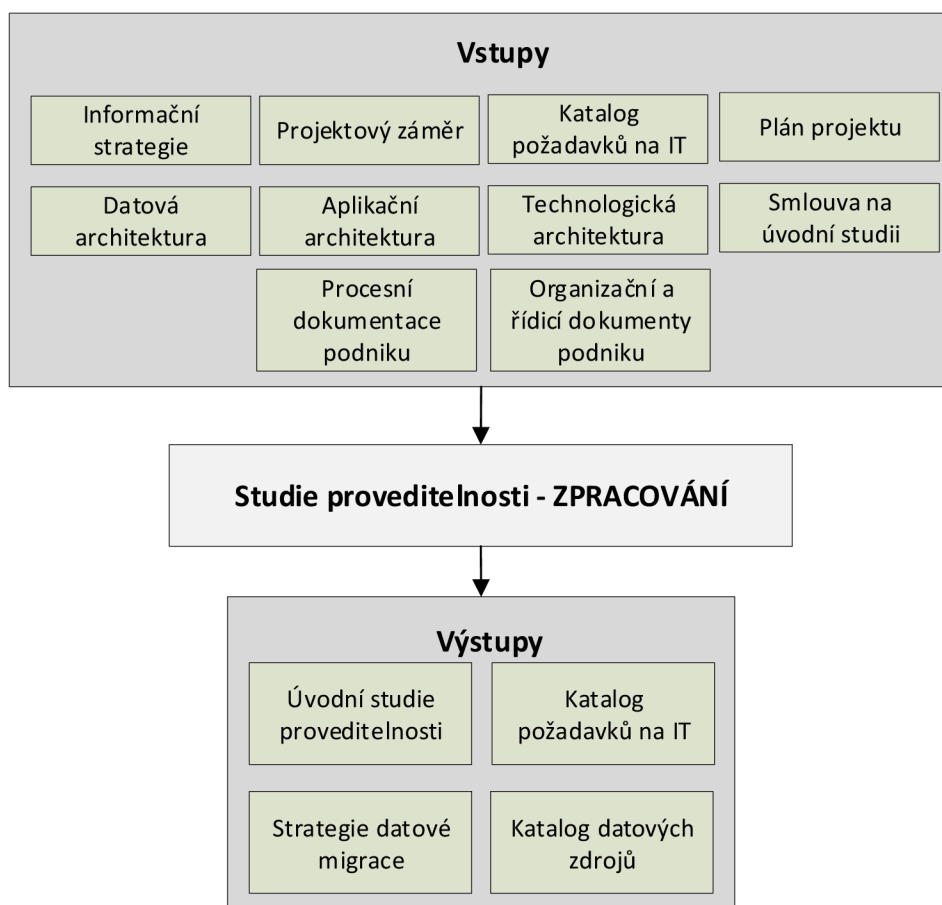 Vstupy
Informační
strategie
Projektový záměr
Katalog
požadavků na IT
Plán projektu
Datová
architektura
Aplikační
architektura
Technologická
architektura
Smlouva na
úvodní studii
Procesní
dokumentace
podniku
Organizační a
řídicí dokumenty
podniku
Studie proveditelnosti - ZPRACOVÁNÍ
Výstupy
Úvodní studie
proveditelnosti
Katalog
požadavků na IT
Strategie datové
migrace
Katalog datových
zdrojů